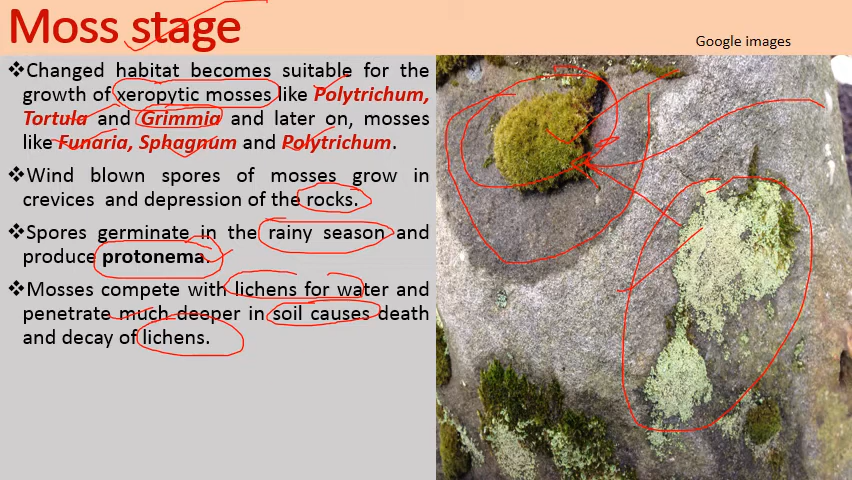 Moss stage
Google images
❖Changed habitat becomes suitable for the
growth of xeropytic mosses like Polytrichum,
Tortula and Grimmia and later on, mosses
like Funaria, Sphagnum and Polytrichum.
❖Wind blown spores of mosses grow in
crevices and depression of the rocks.
❖Spores germinate in the rainy season and
produce protonema.
❖Mosses compete with lichens for water and
penetrate much deeper in soil causes death
and decay of lichens.